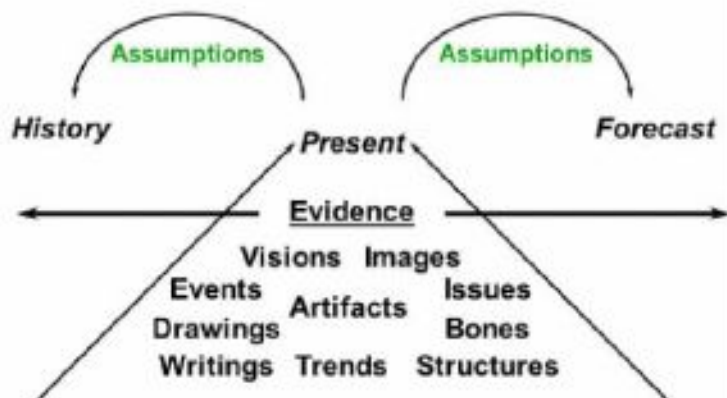 Assumptions Assumptions
History Present Forecast
Evidence
Visions Images
Events Artifacts Issues
Drawings Bones
Writings Trends Structures